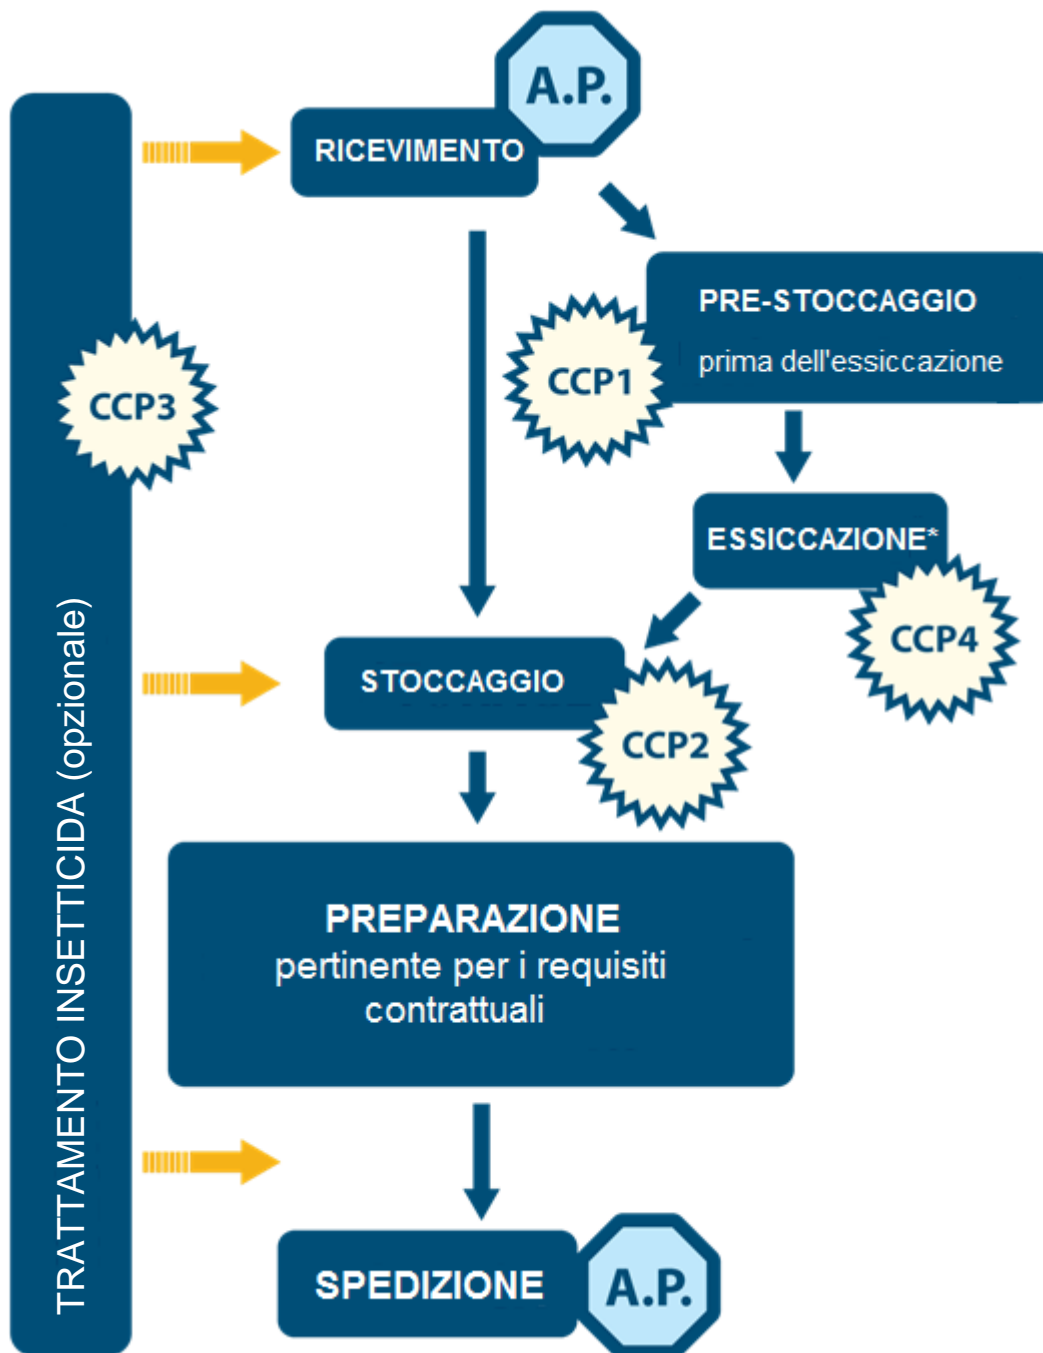 A.P.
RICEVIMENTO
PRE-STOCCAGGIO
prima dell'essiccazione
CCP1
CCP3
ESSICCAZIONE*
CCP4
STOCCAGGIO
CCP2
PREPARAZIONE
pertinente per i requisiti
contrattuali
TRATTAMENTO INSETTICIDA (opzionale)
SPEDIZIONE
A.P.